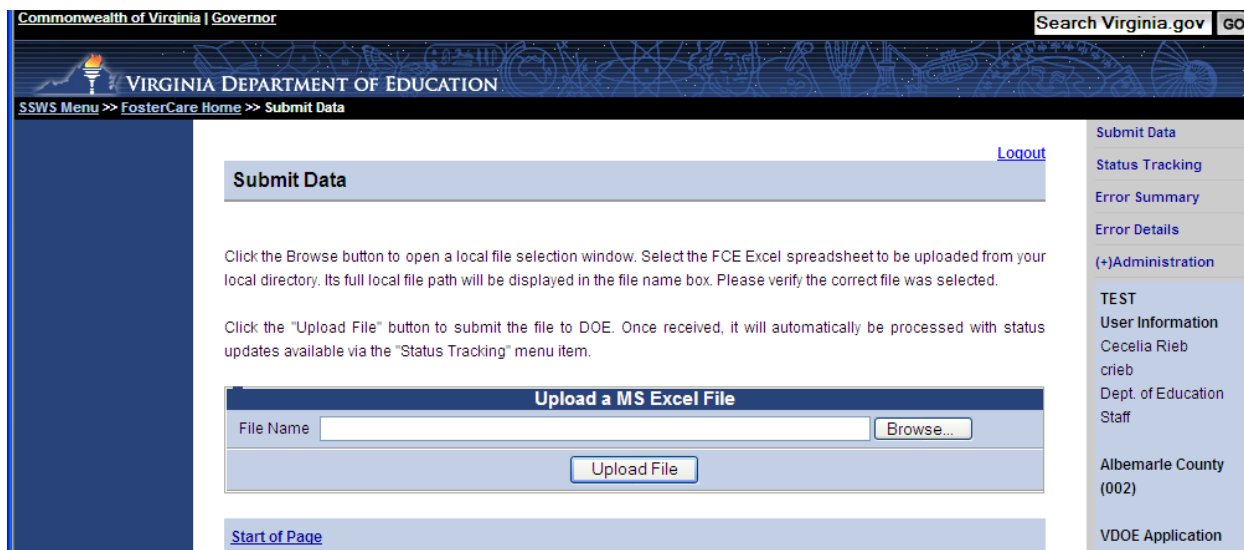 Commonwealth of Virginia | Governor
Search Virginia.gov GO
VIRGINIA DEPARTMENT OF EDUCATION
SSWS Menu >> FosterCare Home >> Submit Data
Logout
Submit Data
Click the Browse button to open a local file selection window. Select the FCE Excel spreadsheet to be uploaded from your
local directory. Its full local file path will be displayed in the file name box. Please verify the correct file was selected.
Click the "Upload File" button to submit the file to DOE. Once received, it will automatically be processed with status
updates available via the "Status Tracking" menu item.
Upload a MS Excel File
File Name Browse...
Upload File
Start of Page
Submit Data
Status Tracking
Error Summary
Error Details
(+)Administration
TEST
User Information
Cecelia Rieb
crieb
Dept. of Education
Staff
Albemarle County
(002)
VDOE Application